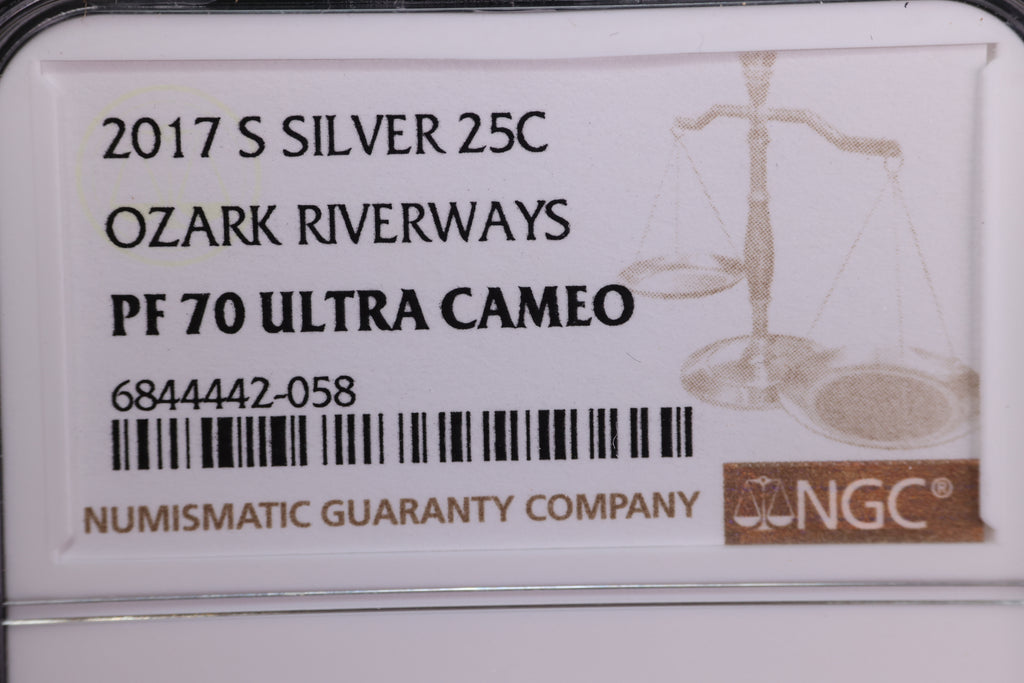 2017 S SILVER 25C
OZARK RIVERWAYS
PF 70 ULTRA CAMEO
6844442-058
NUMISMATIC GUARANTY COMPANY
NGC®